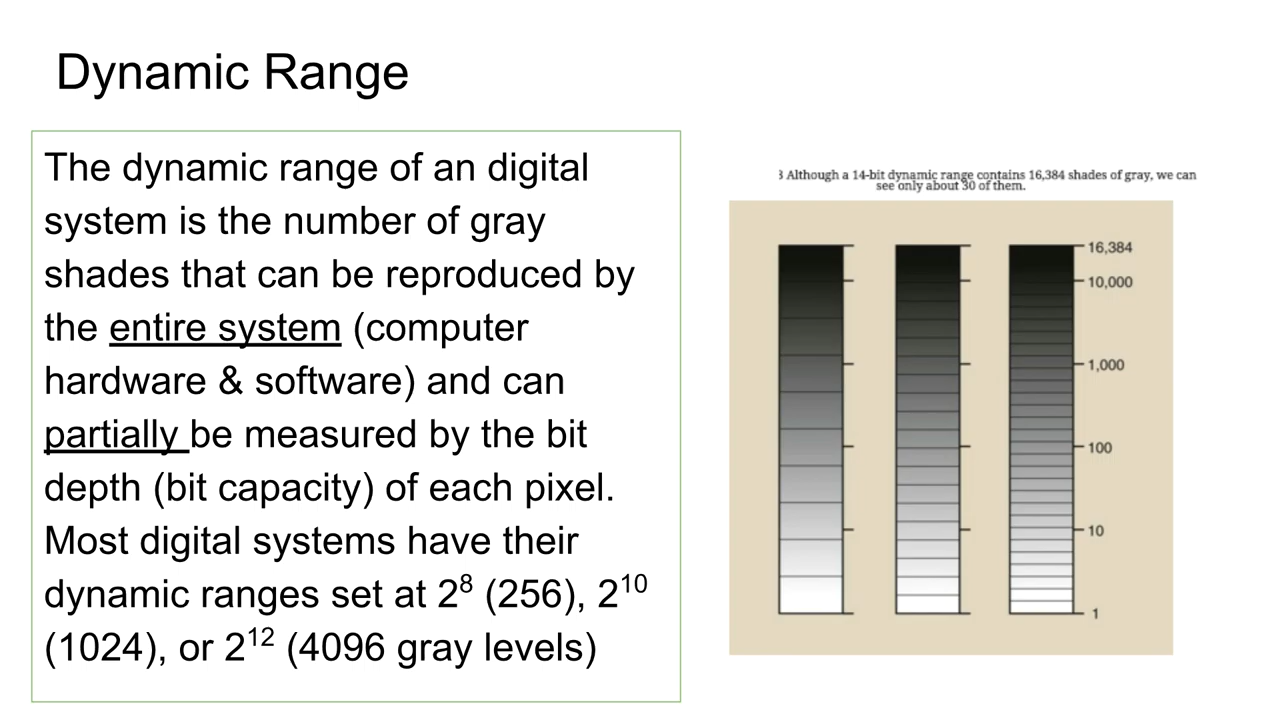 Dynamic Range
The dynamic range of an digital
system is the number of gray
shades that can be reproduced by
the entire system (computer
hardware & software) and can
partially be measured by the bit
depth (bit capacity) of each pixel.
Most digital systems have their
dynamic ranges set at 2⁸ (256), 2¹⁰
(1024), or 2¹² (4096 gray levels)
3 Although a 14-bit dynamic range contains 16,384 shades of gray, we can
see only about 30 of them.
16,384
10,000
1,000
100
10
1